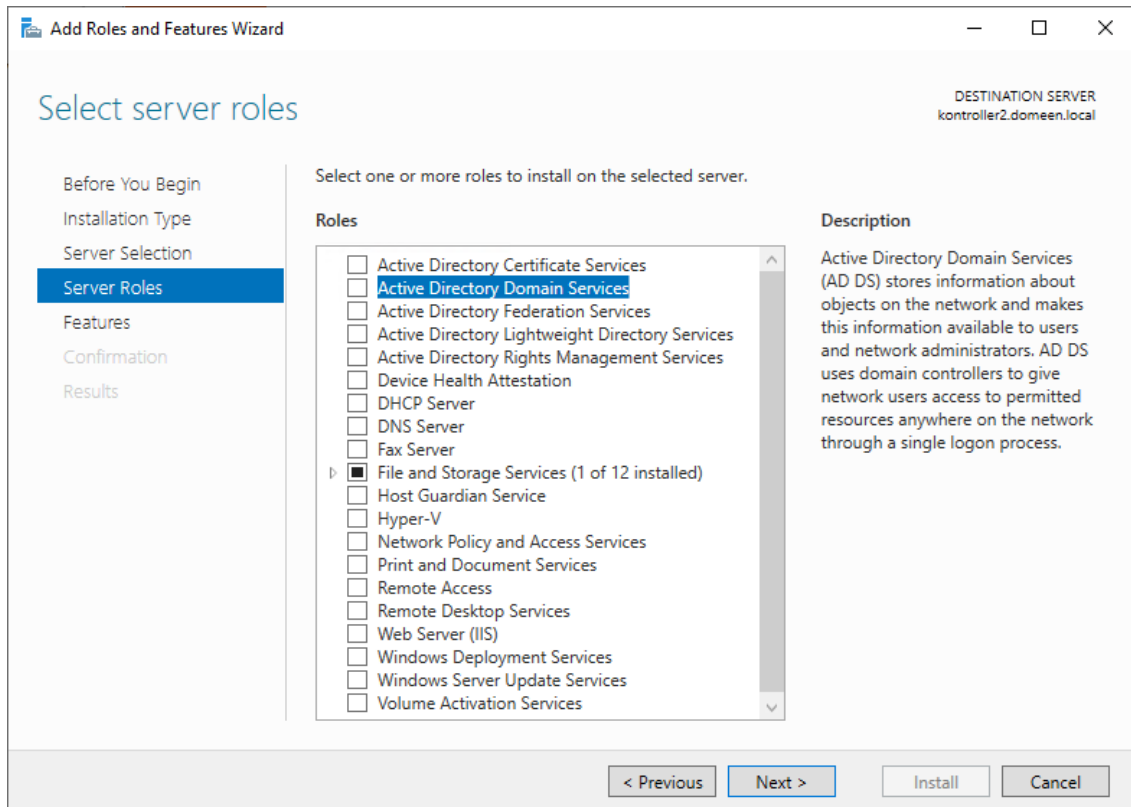 Add Roles and Features Wizard
Select server roles
DESTINATION SERVER
kontroller2.domeen.local
Before You Begin
Installation Type
Server Selection
Server Roles
Features
Confirmation
Results
Select one or more roles to install on the selected server.
Roles
Active Directory Certificate Services
Active Directory Domain Services
Active Directory Federation Services
Active Directory Lightweight Directory Services
Active Directory Rights Management Services
Device Health Attestation
DHCP Server
DNS Server
Fax Server
File and Storage Services (1 of 12 installed)
Host Guardian Service
Hyper-V
Network Policy and Access Services
Print and Document Services
Remote Access
Remote Desktop Services
Web Server (IIS)
Windows Deployment Services
Windows Server Update Services
Volume Activation Services
Description
Active Directory Domain Services
(AD DS) stores information about
objects on the network and makes
this information available to users
and network administrators. AD DS
uses domain controllers to give
network users access to permitted
resources anywhere on the network
through a single logon process.
< Previous
Next >
Install
Cancel